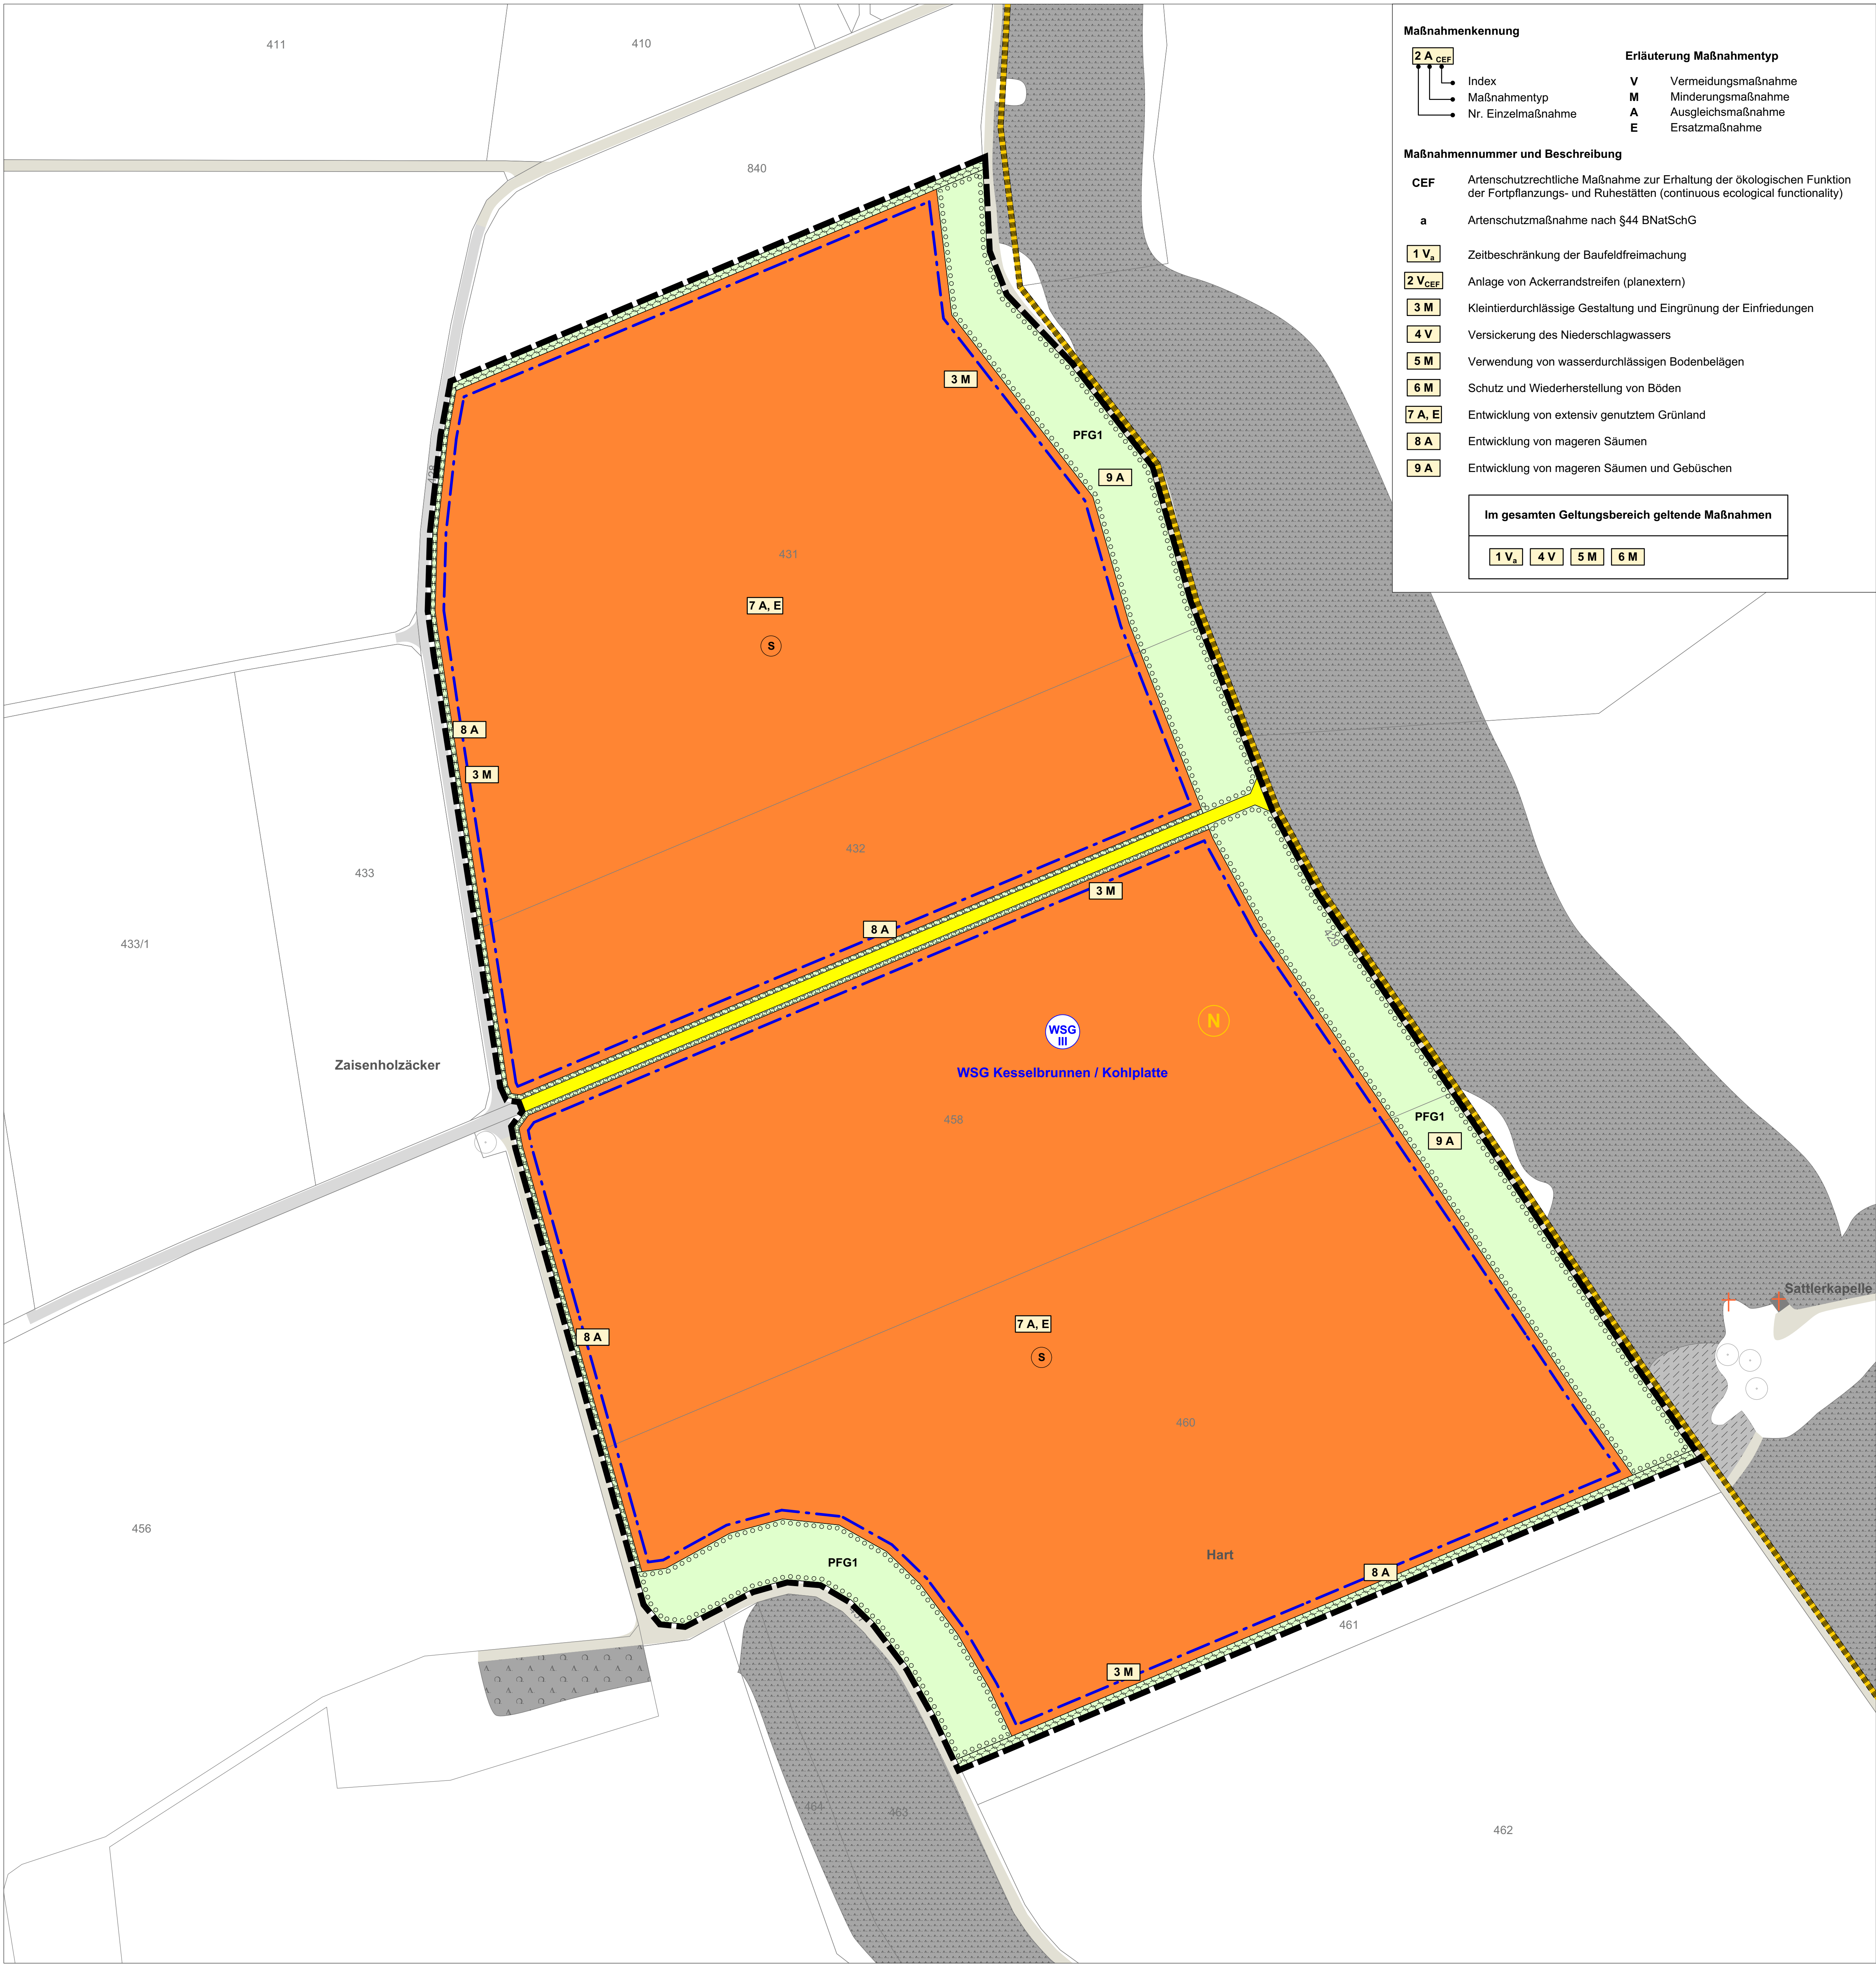 Maßnahmenkennung
2 A CEF
Index
Maßnahmentyp
Nr. Einzelmaßnahme
Erläuterung Maßnahmentyp
V Vermeidungsmaßnahme
M Minderungsmaßnahme
A Ausgleichsmaßnahme
E Ersatzmaßnahme
Maßnahmennummer und Beschreibung
CEF Artenschutzrechtliche Maßnahme zur Erhaltung der ökologischen Funktion
der Fortpflanzungs- und Ruhestätten (continuous ecological functionality)
a Artenschutzmaßnahme nach §44 BNatSchG
1 Va Zeitbeschränkung der Baufeldfreimachung
2 VCEF Anlage von Ackerrandstreifen (planextern)
3 M Kleintierdurchlässige Gestaltung und Eingrünung der Einfriedungen
4 V Versickerung des Niederschlagwassers
5 M Verwendung von wasserdurchlässigen Bodenbelägen
6 M Schutz und Wiederherstellung von Böden
7 A, E Entwicklung von extensiv genutztem Grünland
8 A Entwicklung von mageren Säumen
9 A Entwicklung von mageren Säumen und Gebüschen
Im gesamten Geltungsbereich geltende Maßnahmen
1 Va 4 V 5 M 6 M
411
410
840
3 M
PFG1
428
9 A
431
7 A, E
S
8 A
3 M
432
433
3 M
8 A
429
433/1
N
WSG
III
Zaisenholzäcker
WSG Kesselbrunnen / Kohlplatte
458
PFG1
9 A
Sattlerkapelle
7 A, E
8 A
S
460
456
Hart
PFG1
8 A
461
3 M
464
463
462